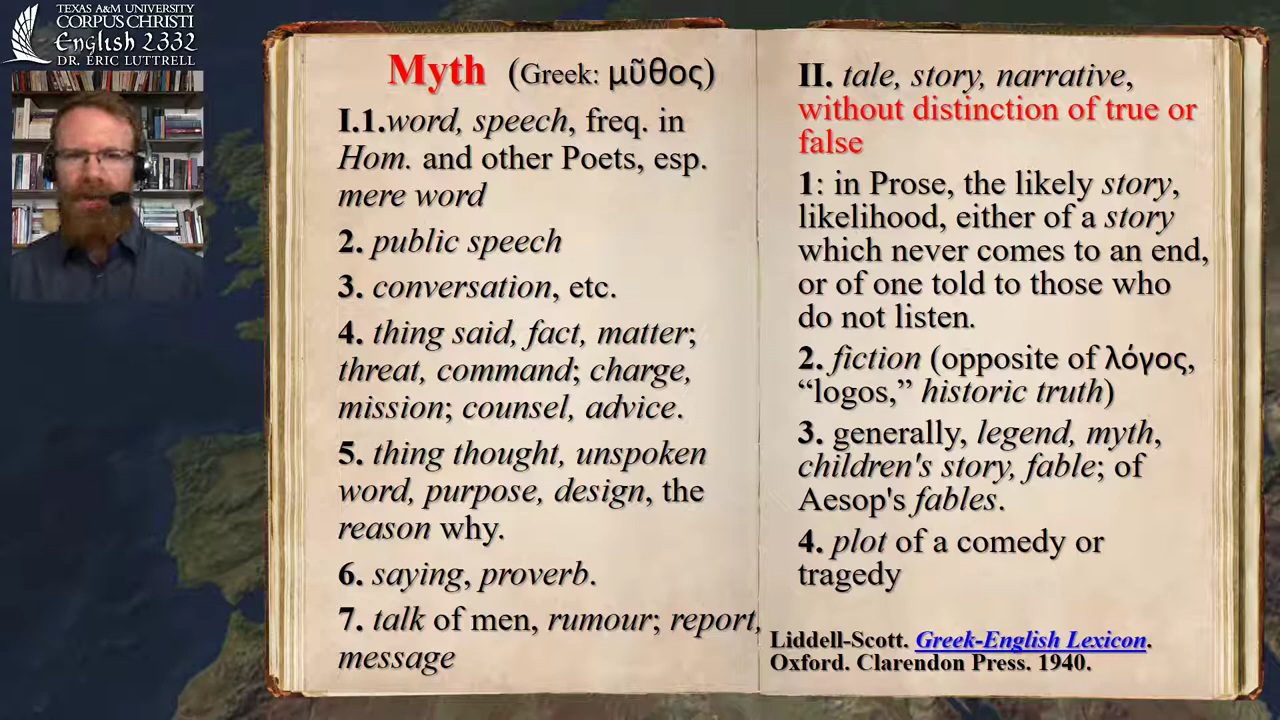 TEXAS A&M UNIVERSITY
CORPUS CHRISTI
English 2332
DR. ERIC LUTTRELL
Myth (Greek: μῦθος)
I.1.word, speech, freq. in
Hom. and other Poets, esp.
mere word
2. public speech
3. conversation, etc.
4. thing said, fact, matter;
threat, command; charge,
mission; counsel, advice.
5. thing thought, unspoken
word, purpose, design, the
reason why.
6. saying, proverb.
7. talk of men, rumour; report,
message
II. tale, story, narrative,
without distinction of true or
false
1: in Prose, the likely story,
likelihood, either of a story
which never comes to an end,
or of one told to those who
do not listen.
2. fiction (opposite of λόγος,
“logos,” historic truth)
3. generally, legend, myth,
children's story, fable; of
Aesop's fables.
4. plot of a comedy or
tragedy
Liddell-Scott. Greek-English Lexicon.
Oxford. Clarendon Press. 1940.